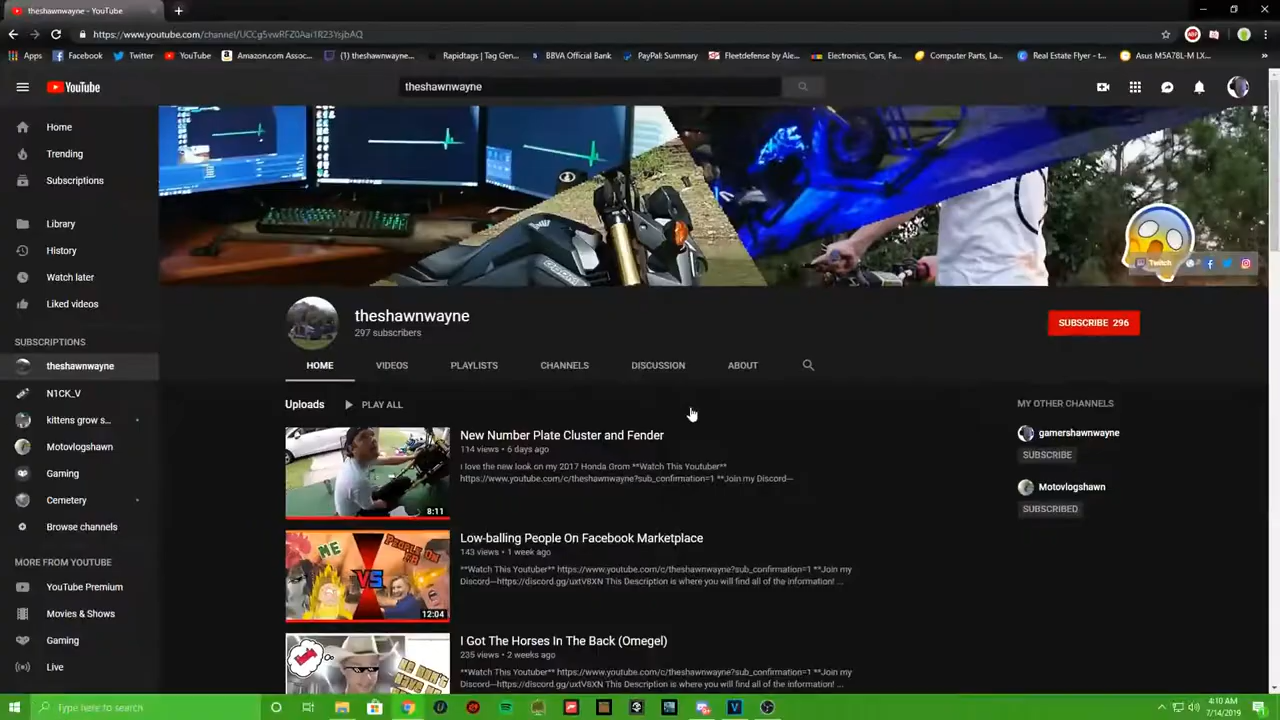 theshawnwayne - YouTube
https://www.youtube.com/channel/
Apps
Facebook
Twitter
YouTube
Amazon.com Assoc...
(1) theshawnwayne...
Rapidtags | Tag Gen...
BBVA Official Bank
PayPal: Summary
Fleetdefense by Ale...
Electronics, Cars, Fa...
Computer Parts, La...
Real Estate Flyer -...
Asus M5A78L-M LX...
YouTube
theshawnwayne
Home
Trending
Subscriptions
Library
History
Watch later
Liked videos
SUBSCRIPTIONS
theshawnwayne
N1CK_V
kittens grow s...
Motovlogshawn
Gaming
Cemetery
Browse channels
MORE FROM YOUTUBE
YouTube Premium
Movies & Shows
Gaming
Live
Twitch
theshawnwayne
297 subscribers
SUBSCRIBE 296
HOME
VIDEOS
PLAYLISTS
CHANNELS
DISCUSSION
ABOUT
Uploads
PLAY ALL
New Number Plate Cluster and Fender
114 views • 6 days ago
I love the new look on my 2017 Honda Grom **Watch This Youtuber**
https://www.youtube.com/c/theshawnwayne?sub_confirmation=1 **Join my Discord---
8:11
Low-balling People On Facebook Marketplace
143 views • 1 week ago
**Watch This Youtuber** https://www.youtube.com/c/theshawnwayne?sub_confirmation=1 **Join my
Discord---https://discord.gg/uxtV8XN This Description is where you will find all of the information! ...
ME
VS
PEOPLE ON FB
12:04
I Got The Horses In The Back (Omegel)
235 views • 2 weeks ago
**Watch This Youtuber** https://www.youtube.com/c/theshawnwayne?sub_confirmation=1 **Join my
Discord---https://discord.gg/uxtV8XN This Description is where you will find all of the information! ...
MY OTHER CHANNELS
gamershawnwayne
SUBSCRIBE
Motovlogshawn
SUBSCRIBED
Type here to search
4:10 AM
7/14/2019